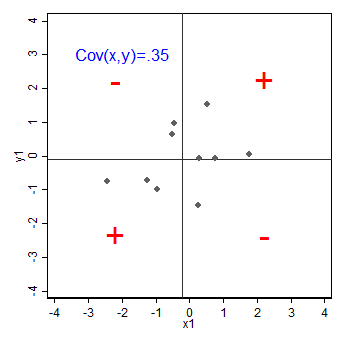 Cov(x,y)=.35
- +
+ -
y1
4
3
2
1
0
-1
-2
-3
-4
-4 -3 -2 -1 0 1 2 3 4
x1